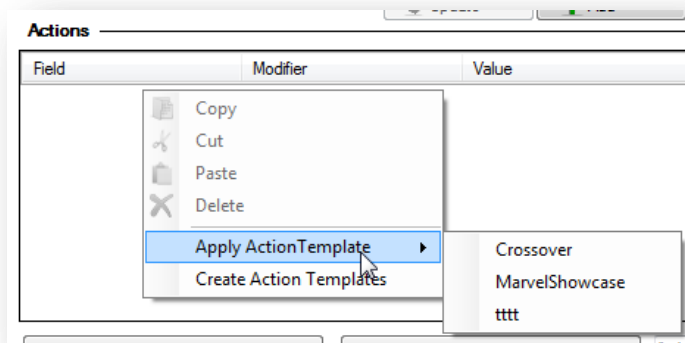 Actions
Field Modifier Value
Copy
Cut
Paste
Delete
Apply ActionTemplate
Create Action Templates
Crossover
MarvelShowcase
tttt